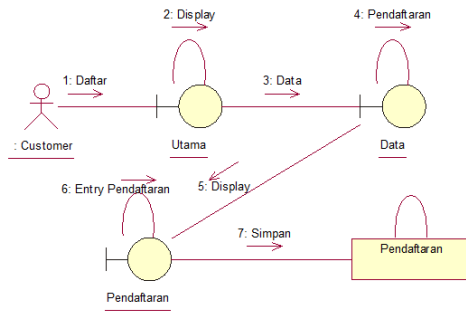 2: Display
4: Pendaftaran
1: Daftar
3: Data
: Customer
Utama
Data
6: Entry Pendaftaran
5: Display
7: Simpan
Pendaftaran
Pendaftaran